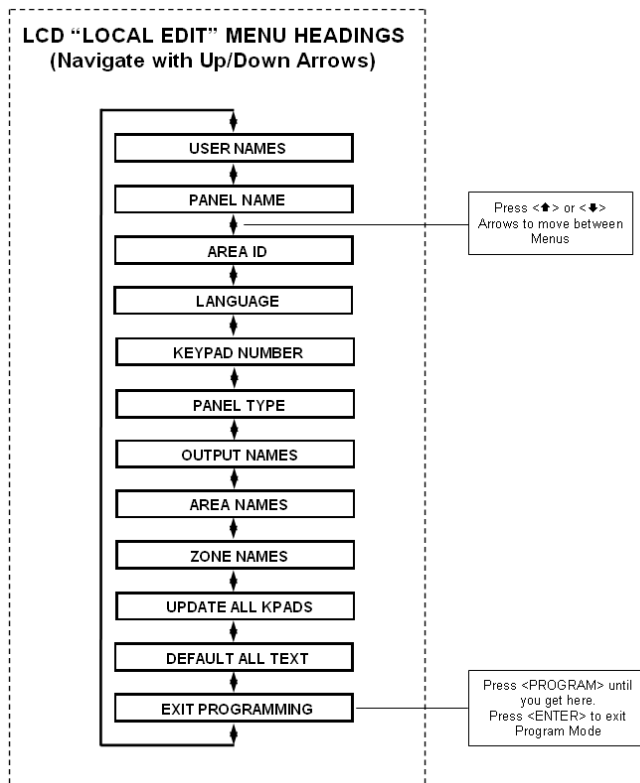 LCD “LOCAL EDIT” MENU HEADINGS
(Navigate with Up/Down Arrows)
USER NAMES
PANEL NAME
Press <🡅> or <🡇>
Arrows to move between
Menus
AREA ID
LANGUAGE
KEYPAD NUMBER
PANEL TYPE
OUTPUT NAMES
AREA NAMES
ZONE NAMES
UPDATE ALL KPADS
DEFAULT ALL TEXT
EXIT PROGRAMMING
Press <PROGRAM> until
you get here.
Press <ENTER> to exit
Program Mode